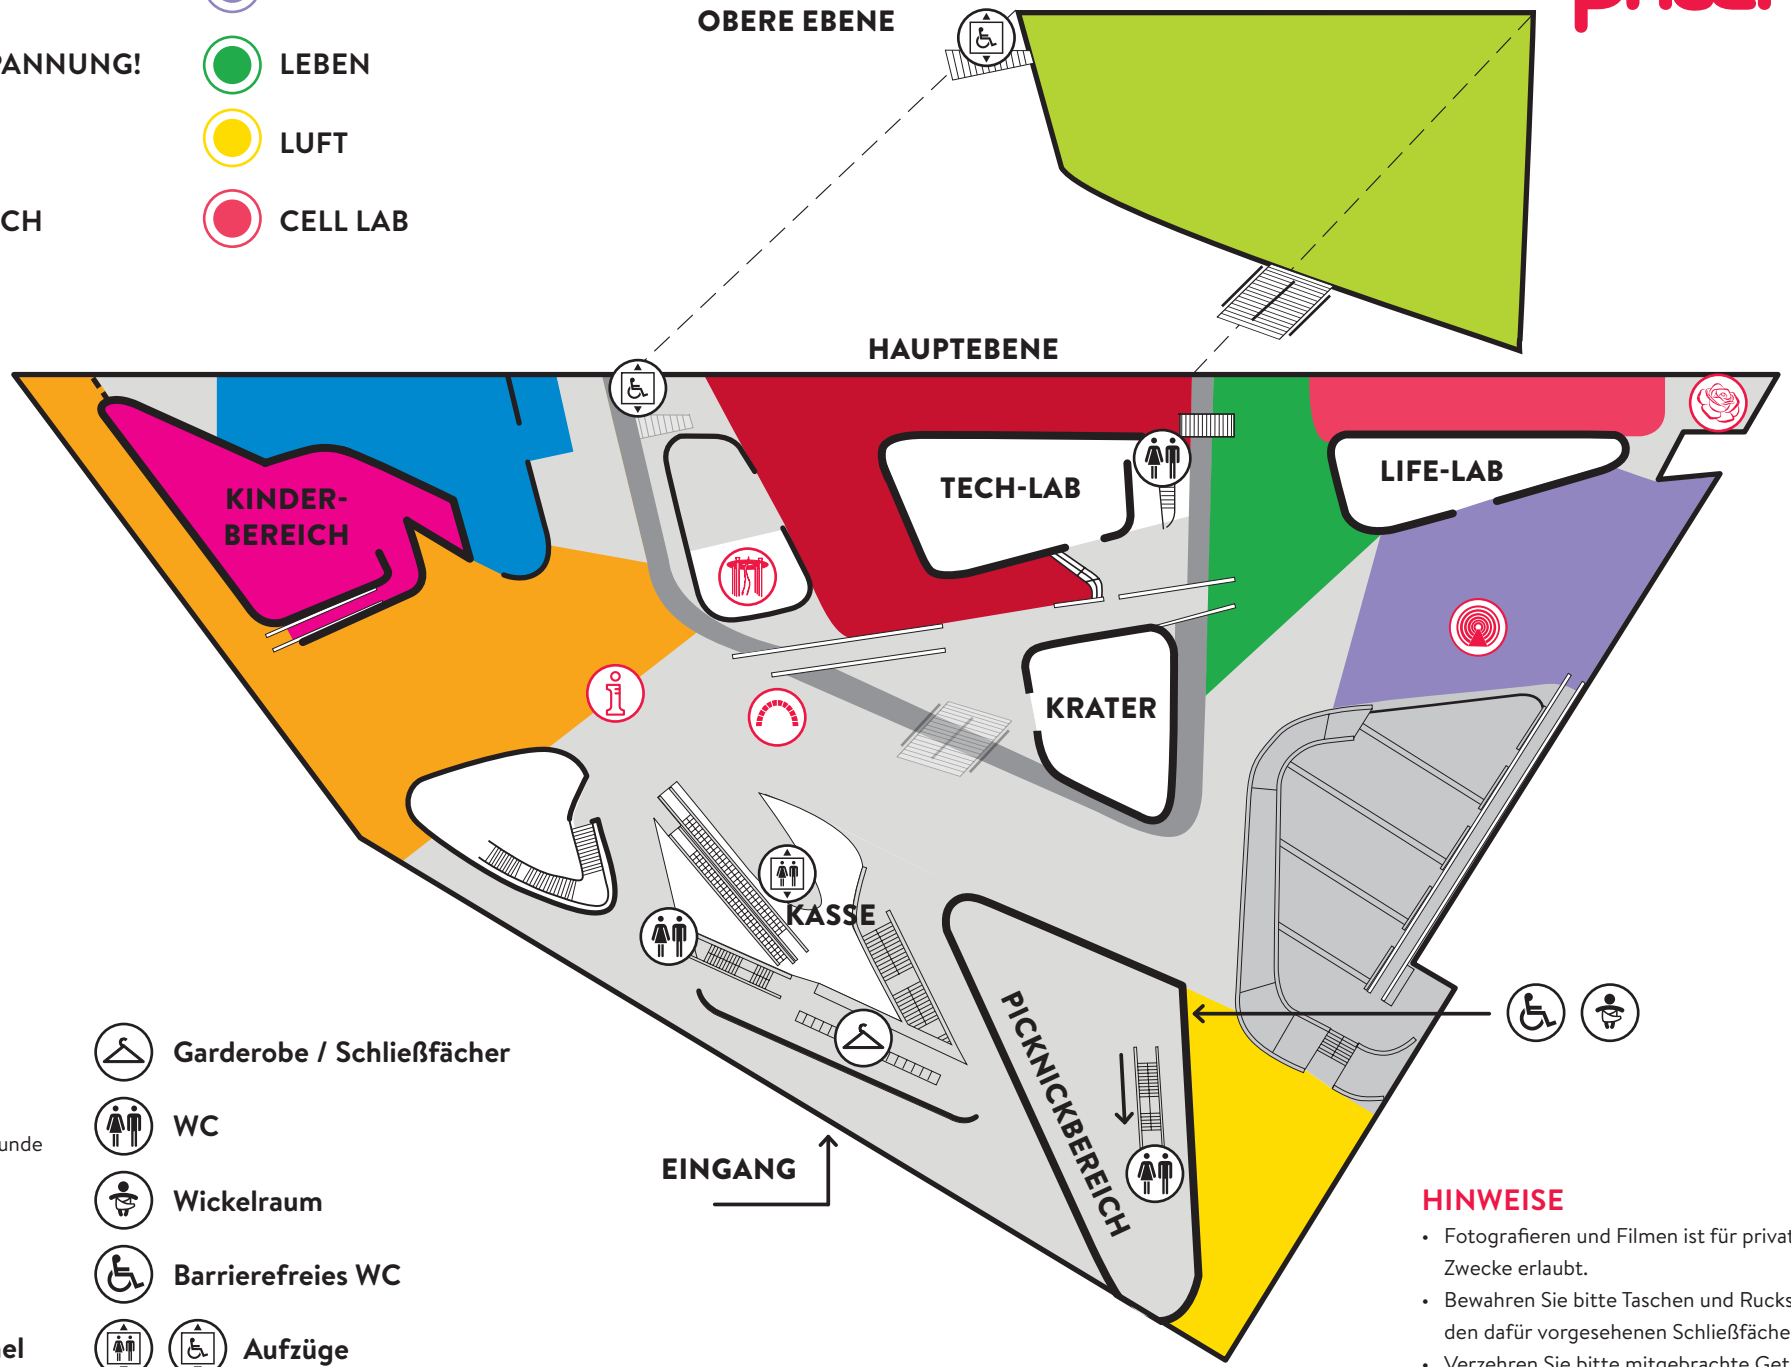 OBERE EBENE
PANNUNG!
LEBEN
LUFT
CH
CELL LAB
HAUPTEBENE
KINDER-
BEREICH
TECH-LAB
LIFE-LAB
KRATER
KASSE
PICKNICKBEREICH
EINGANG
Garderobe / Schließfächer
WC
unde
Wickelraum
Barrierefreies WC
el
Aufzüge
HINWEISE
• Fotografieren und Filmen ist für privat
Zwecke erlaubt.
• Bewahren Sie bitte Taschen und Rucks
den dafür vorgesehenen Schließfäche
• Verzehren Sie bitte mitgebrachte Get